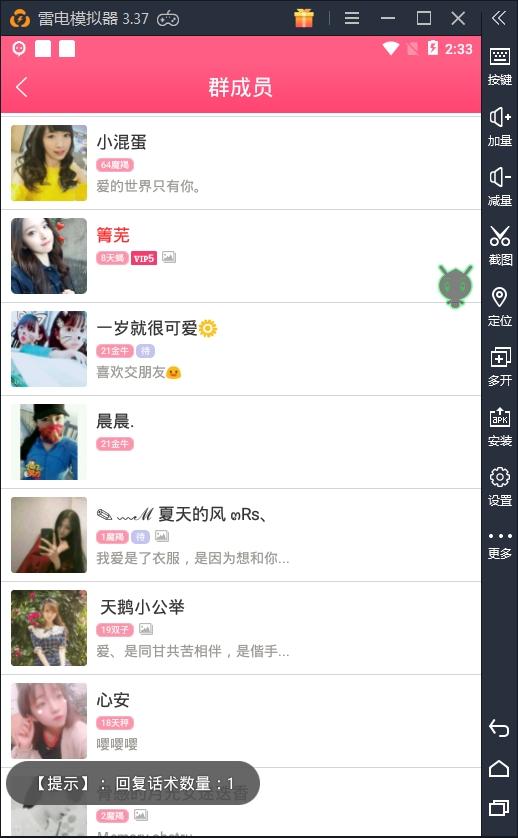 雷电模拟器 3.37
2:33
群成员
小混蛋
64魔羯
爱的世界只有你。
箐芜
8天蝎 VIP5
一岁就很可爱
21金牛 待
喜欢交朋友
晨晨.
21金牛
✎﹏ℳ 夏天的风 ൞Rs、
1魔羯 待
我爱是了衣服，是因为想和你...
天鹅小公举
19双子
爱、是同甘共苦相伴，是偕手...
心安
18天秤
嘤嘤嘤
【提示】：回复话术数量：1
2魔羯
按键
加量
减量
截图
定位
多开
APK
安装
设置
更多